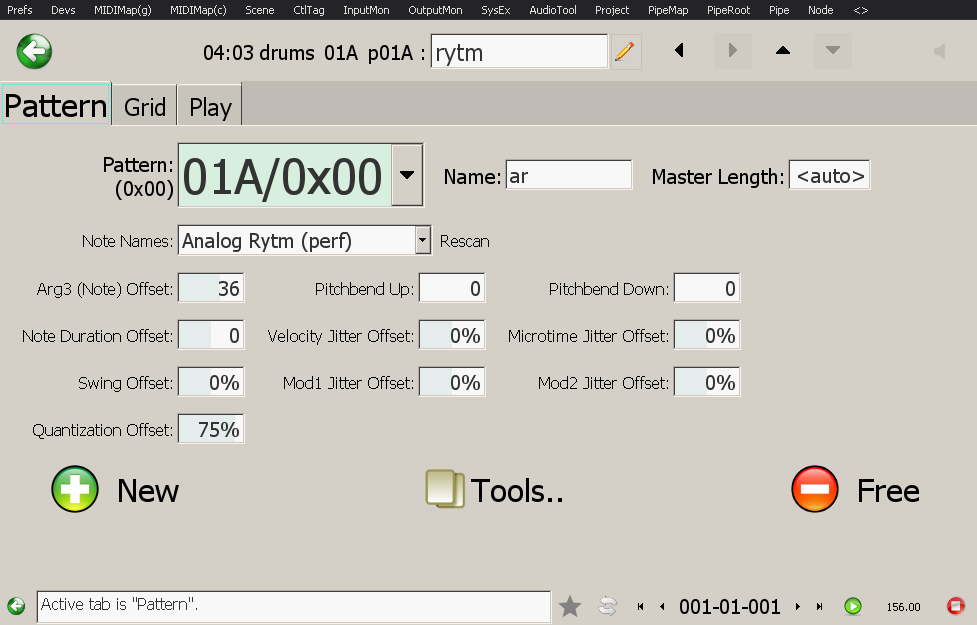 Prefs Devs MIDIMap(g) MIDIMap(c) Scene CtlTag InputMon OutputMon SysEx AudioTool Project PipeMap PipeRoot Pipe Node <>
04:03 drums 01A p01A : rytm
Pattern Grid Play
Pattern: 01A/0x00 Name: ar Master Length: <auto>
(0x00)
Note Names: Analog Rytm (perf) Rescan
Arg3 (Note) Offset: 36 Pitchbend Up: 0 Pitchbend Down: 0
Note Duration Offset: 0 Velocity Jitter Offset: 0% Microtime Jitter Offset: 0%
Swing Offset: 0% Mod1 Jitter Offset: 0% Mod2 Jitter Offset: 0%
Quantization Offset: 75%
New Tools.. Free
Active tab is "Pattern". 001-01-001 156.00